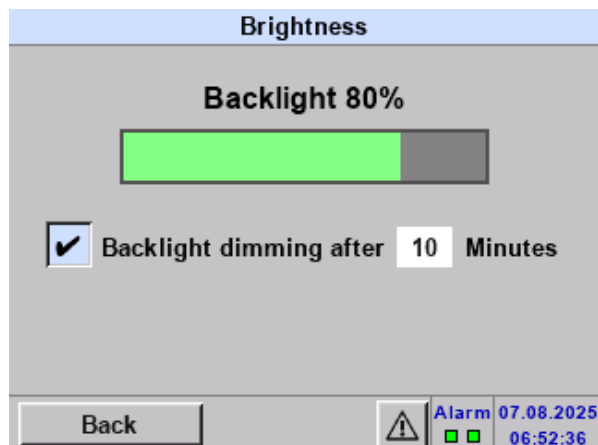 Brightness
Backlight 80%
✔ Backlight dimming after 10 Minutes
Back
Alarm
07.08.2025
06:52:36